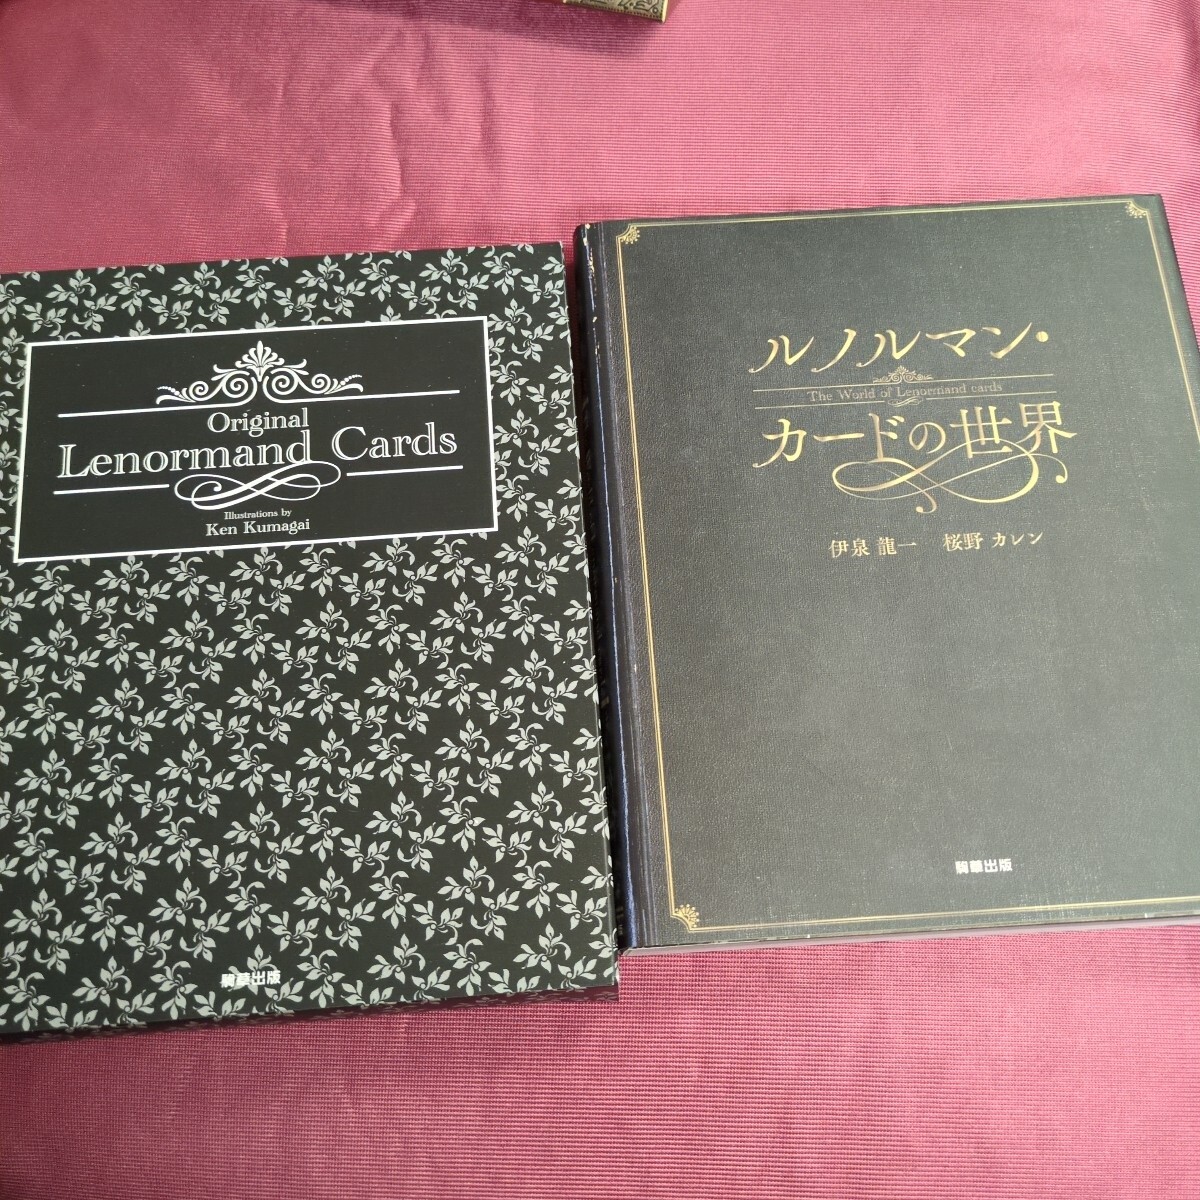 Original
Lenormand Cards
Illustrations by
Ken Kumagai
駒草出版
ルノルマン・
The World of Lenormand cards
カードの世界
伊泉 龍一 桜野 カレン
駒草出版